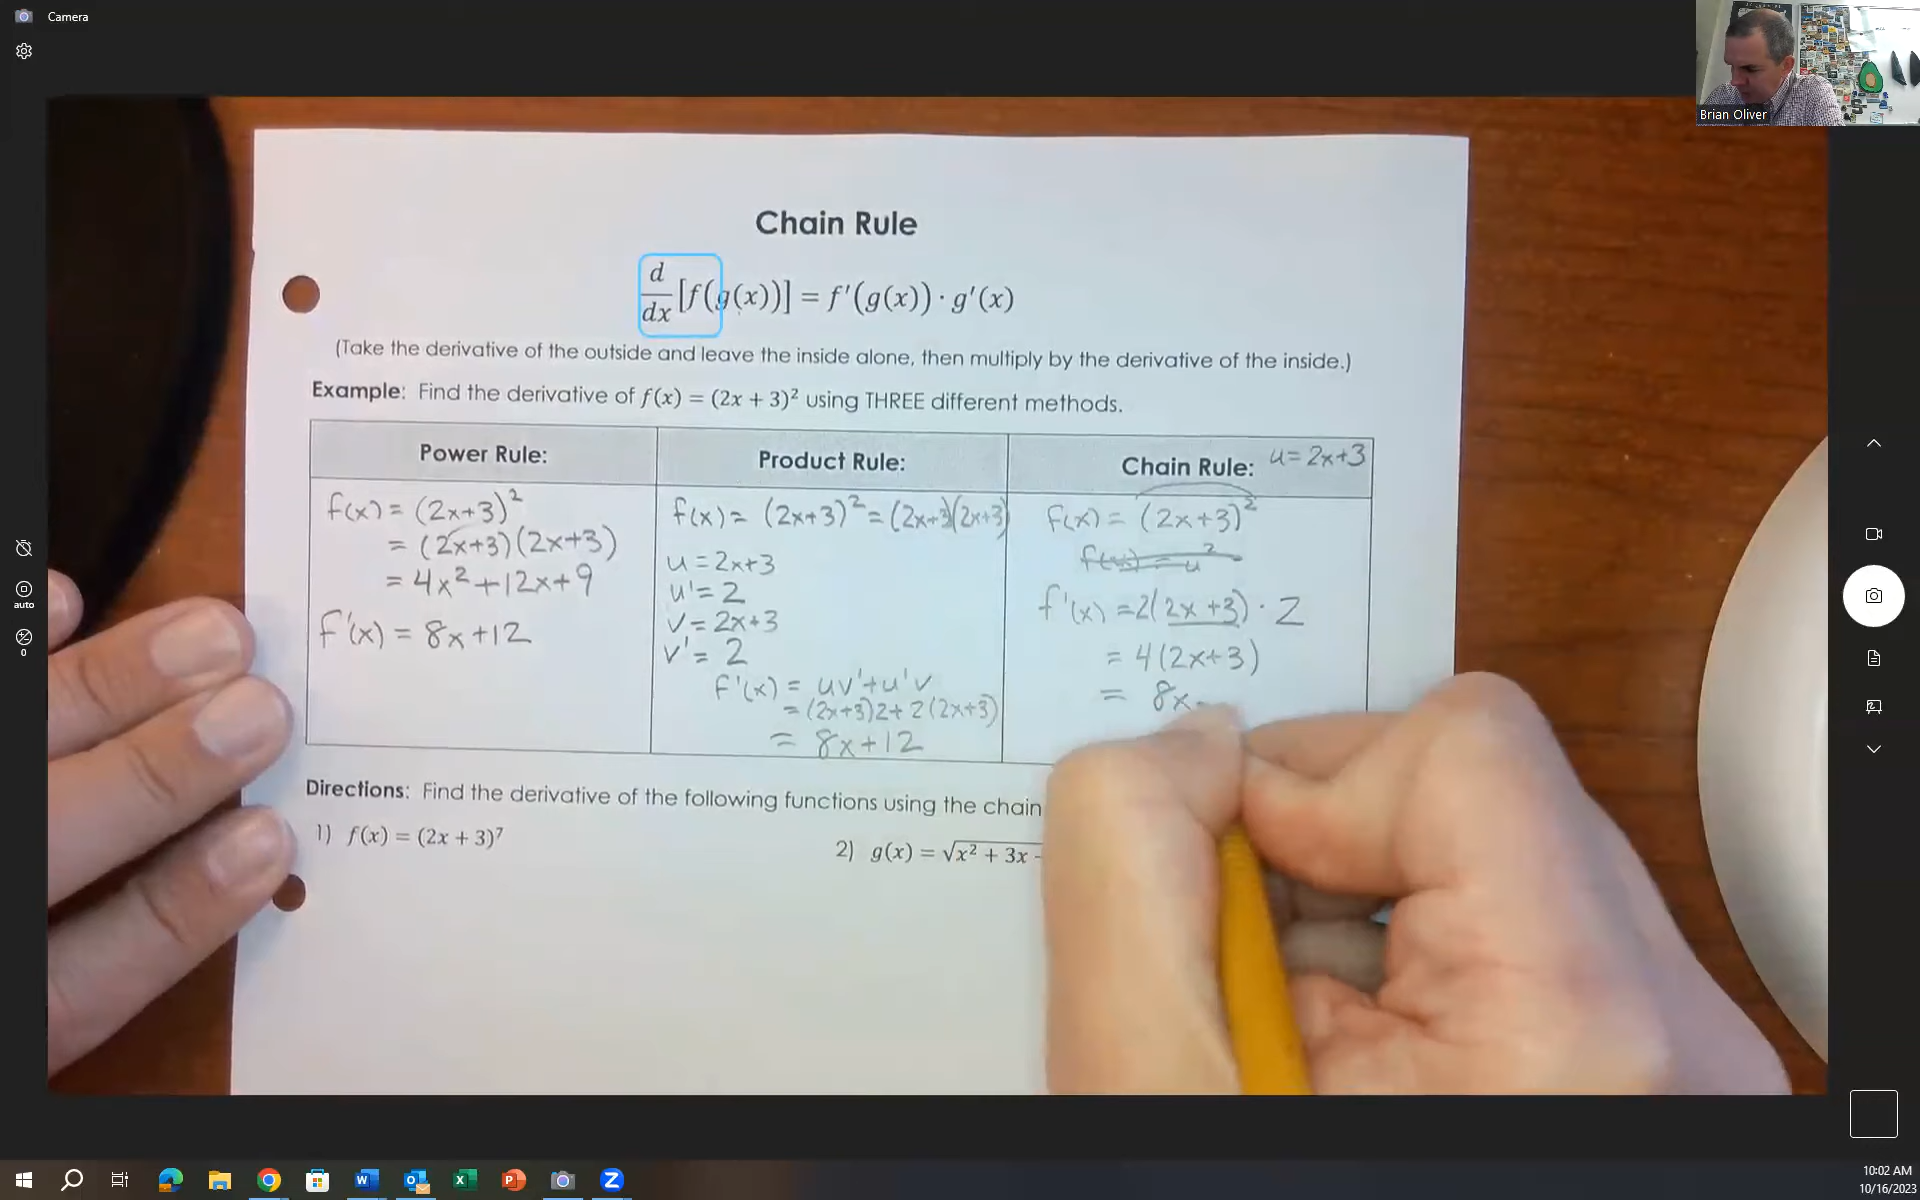 Camera
Brian Oliver
Chain Rule
d/dx [f(g(x))] = f'(g(x)) · g'(x)
(Take the derivative of the outside and leave the inside alone, then multiply by the derivative of the inside.)
Example: Find the derivative of f(x) = (2x + 3)² using THREE different methods.
Power Rule:
f(x) = (2x+3)²
= (2x+3)(2x+3)
= 4x²+12x+9
f'(x) = 8x+12
Product Rule:
f(x) = (2x+3)² = (2x+3)(2x+3)
u = 2x+3
u' = 2
v = 2x+3
v' = 2
f'(x) = uv'+u'v
= (2x+3)2+2(2x+3)
= 8x+12
Chain Rule: u=2x+3
f(x) = (2x+3)²
f'(x) = 2(2x+3) · 2
= 4(2x+3)
= 8x
Directions: Find the derivative of the following functions using the chain
1) f(x) = (2x + 3)⁷
2) g(x) = √x² + 3x -
auto
0
10:02 AM
10/16/2023